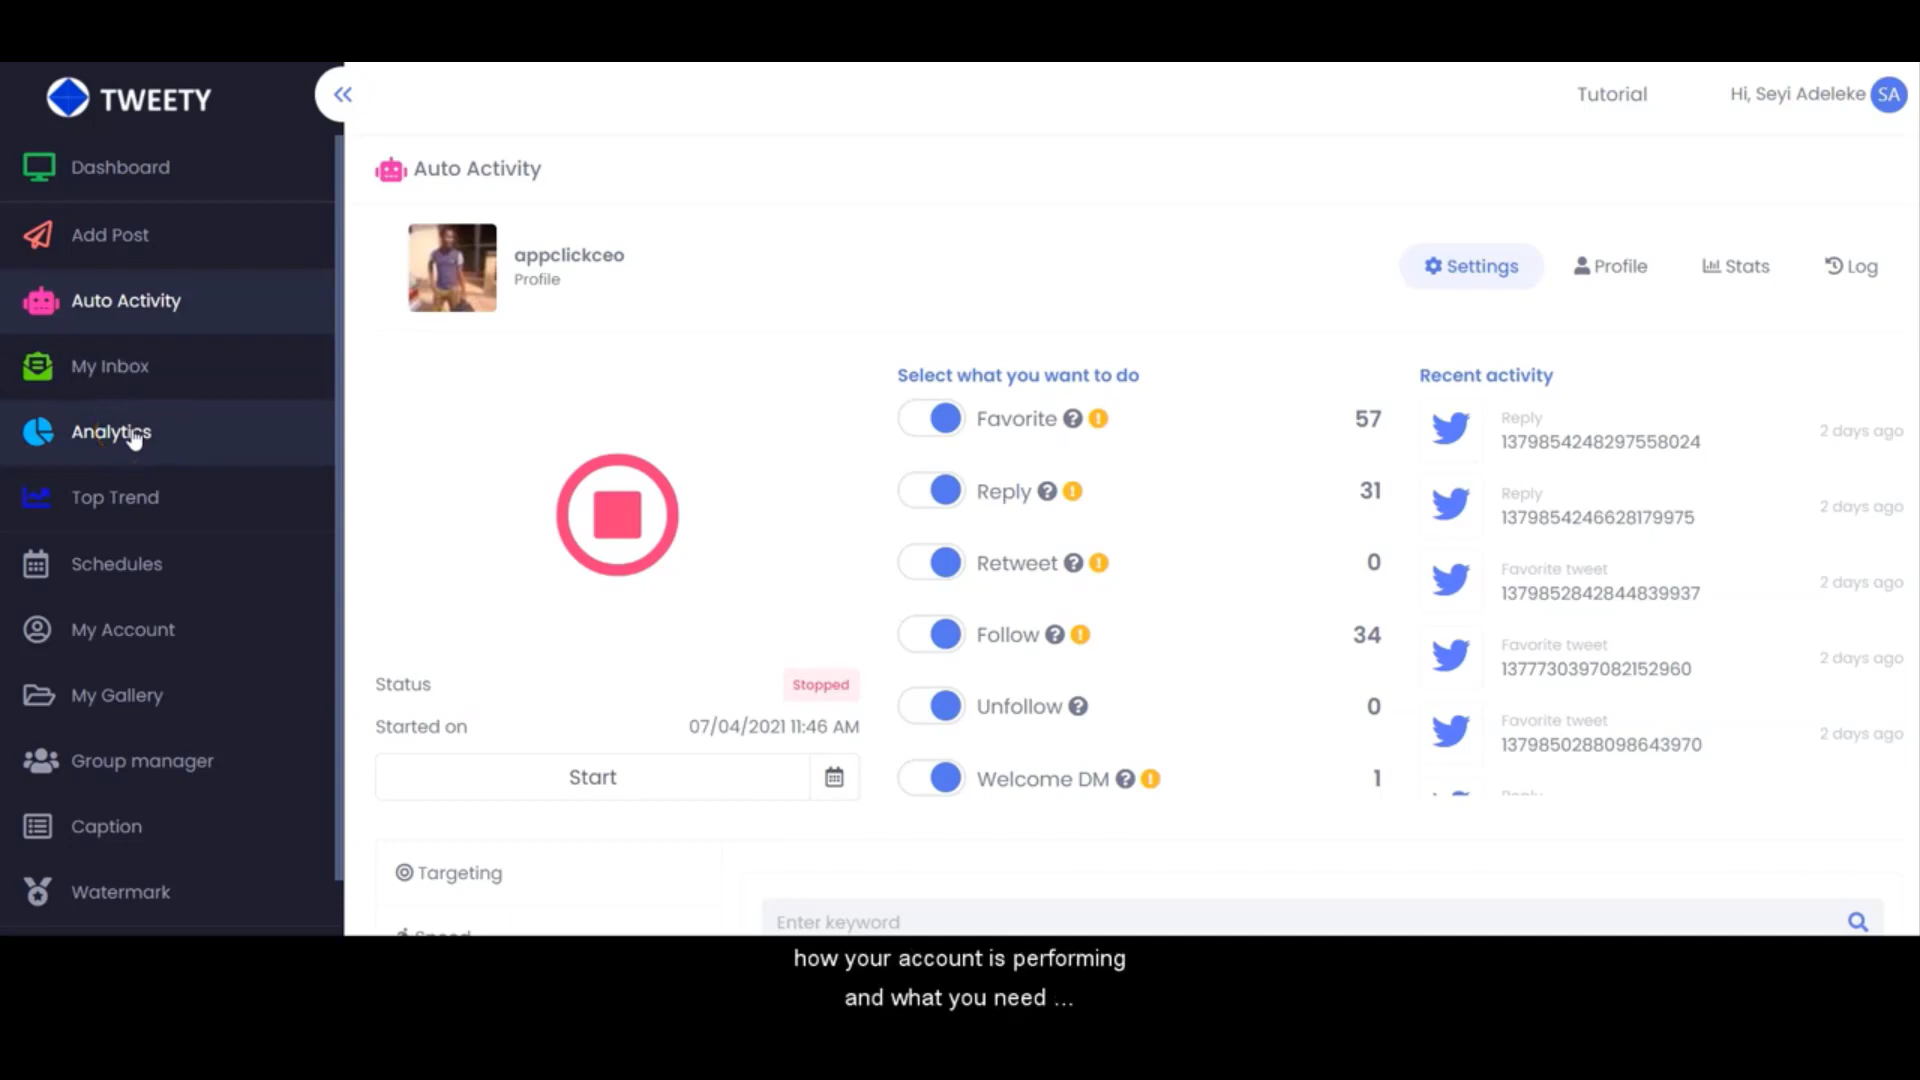 TWEETY
Tutorial
Hi, Seyi Adeleke SA
Dashboard
Add Post
Auto Activity
My Inbox
Analytics
Top Trend
Schedules
My Account
My Gallery
Group manager
Caption
Watermark
Auto Activity
appclickceo
Profile
Settings
Profile
Stats
Log
Status
Stopped
Started on
07/04/2021 11:46 AM
Start
Select what you want to do
Favorite 57
Reply 31
Retweet 0
Follow 34
Unfollow 0
Welcome DM 1
Recent activity
Reply
1379854248297558024
2 days ago
Reply
1379854246628179975
2 days ago
Favorite tweet
1379852842844839937
2 days ago
Favorite tweet
1377730397082152960
2 days ago
Favorite tweet
1379850288098643970
2 days ago
Reply
Targeting
Speed
Enter keyword
how your account is performing
and what you need ...